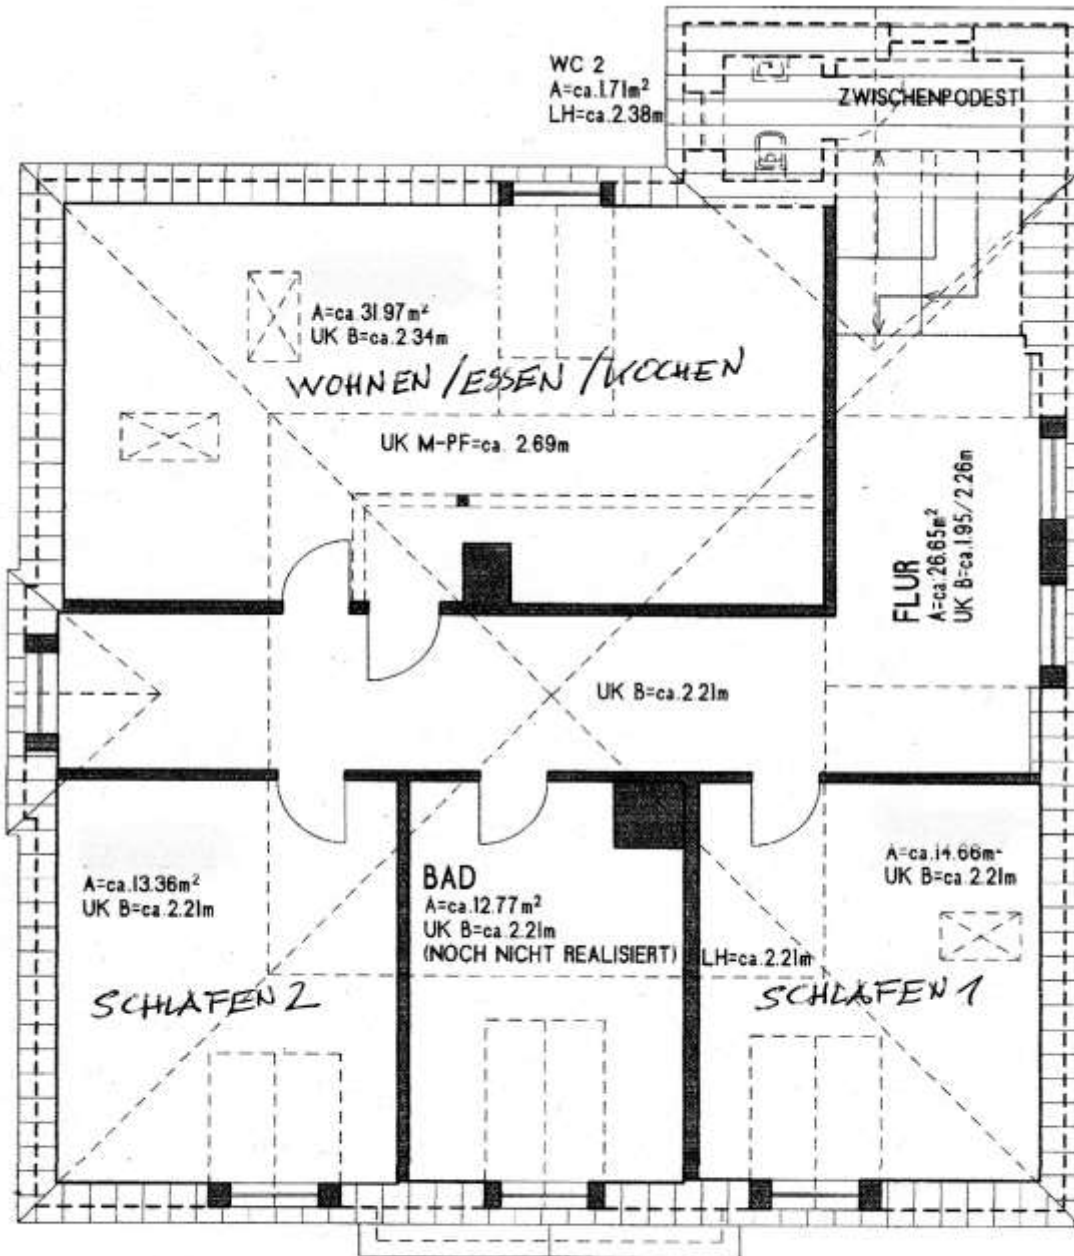 WC 2
A=ca.1.71m²
LH=ca.2.38m
ZWISCHENPODEST
A=ca.31.97m²
UK B=ca.2.34m
WOHNEN/ESSEN/KOCHEN
UK M-PF=ca. 2.69m
FLUR
A=ca.26.65m²
UK B=ca.1.95/2.26m
UK B=ca.2.21m
A=ca.13.36m²
UK B=ca.2.21m
SCHLAFEN 2
BAD
A=ca.12.77m²
UK B=ca.2.21m
(NOCH NICHT REALISIERT)
LH=ca.2.21m
A=ca.14.66m²
UK B=ca.2.21m
SCHLAFEN 1